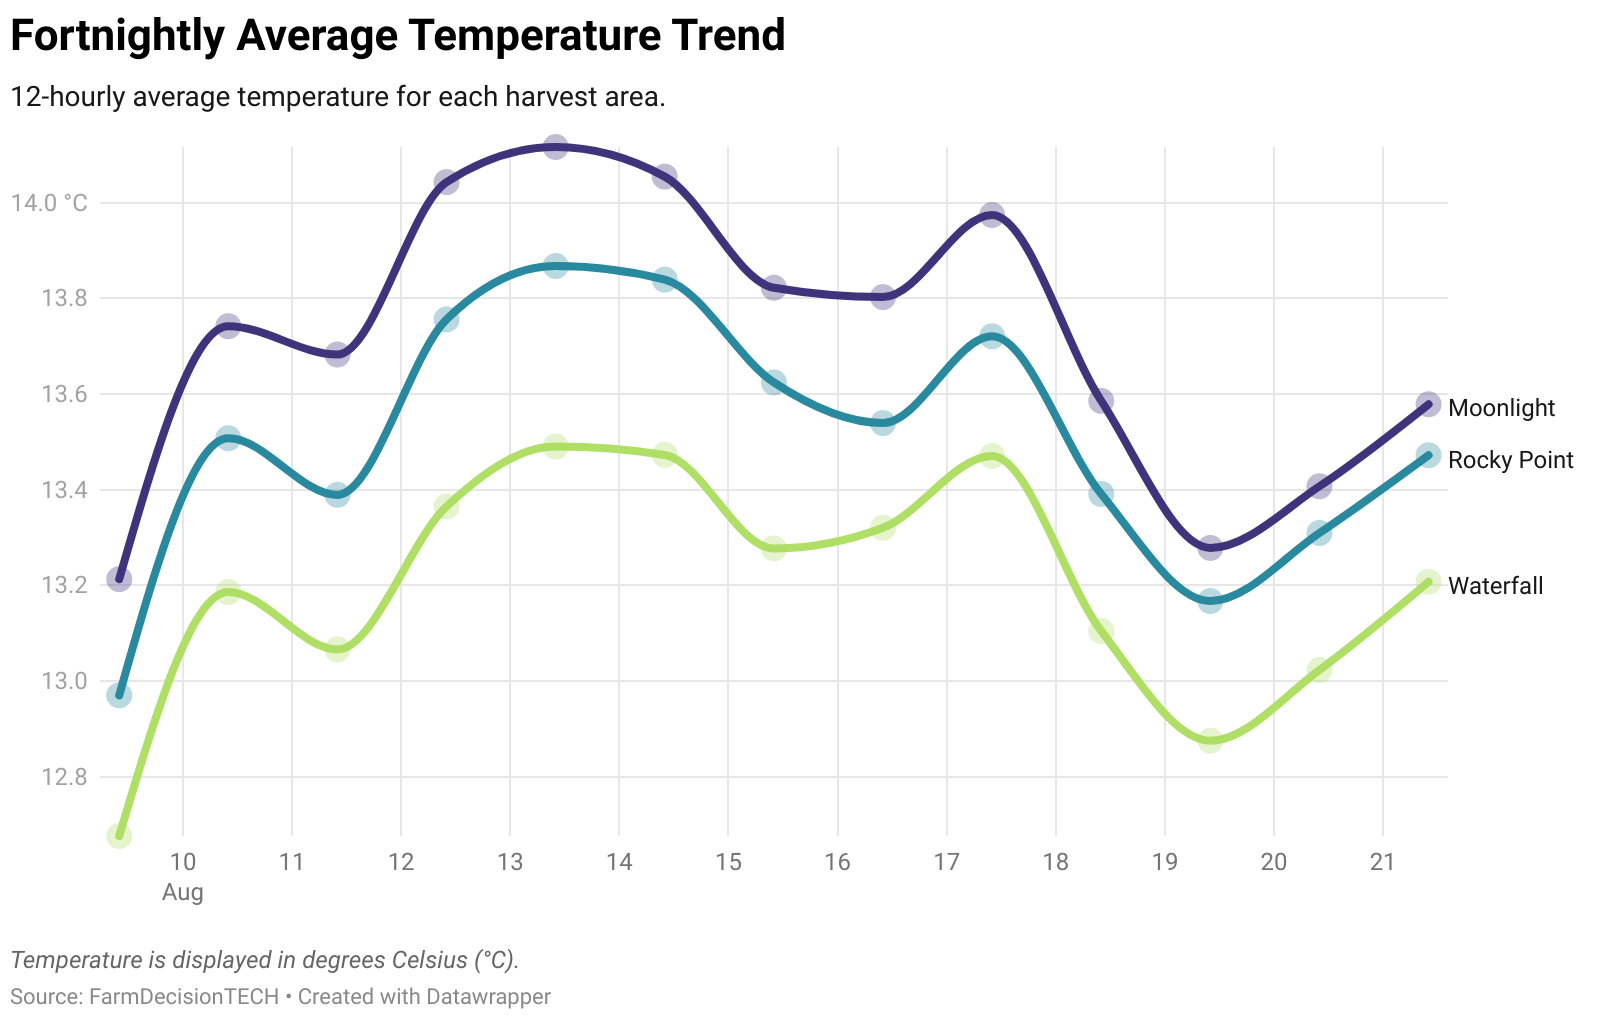 Fortnightly Average Temperature Trend
12-hourly average temperature for each harvest area.
14.0 °C
13.8
13.6
13.4
13.2
13.0
12.8
Moonlight
Rocky Point
Waterfall
10 11 12 13 14 15 16 17 18 19 20 21
Aug
Temperature is displayed in degrees Celsius (°C).
Source: FarmDecisionTECH • Created with Datawrapper